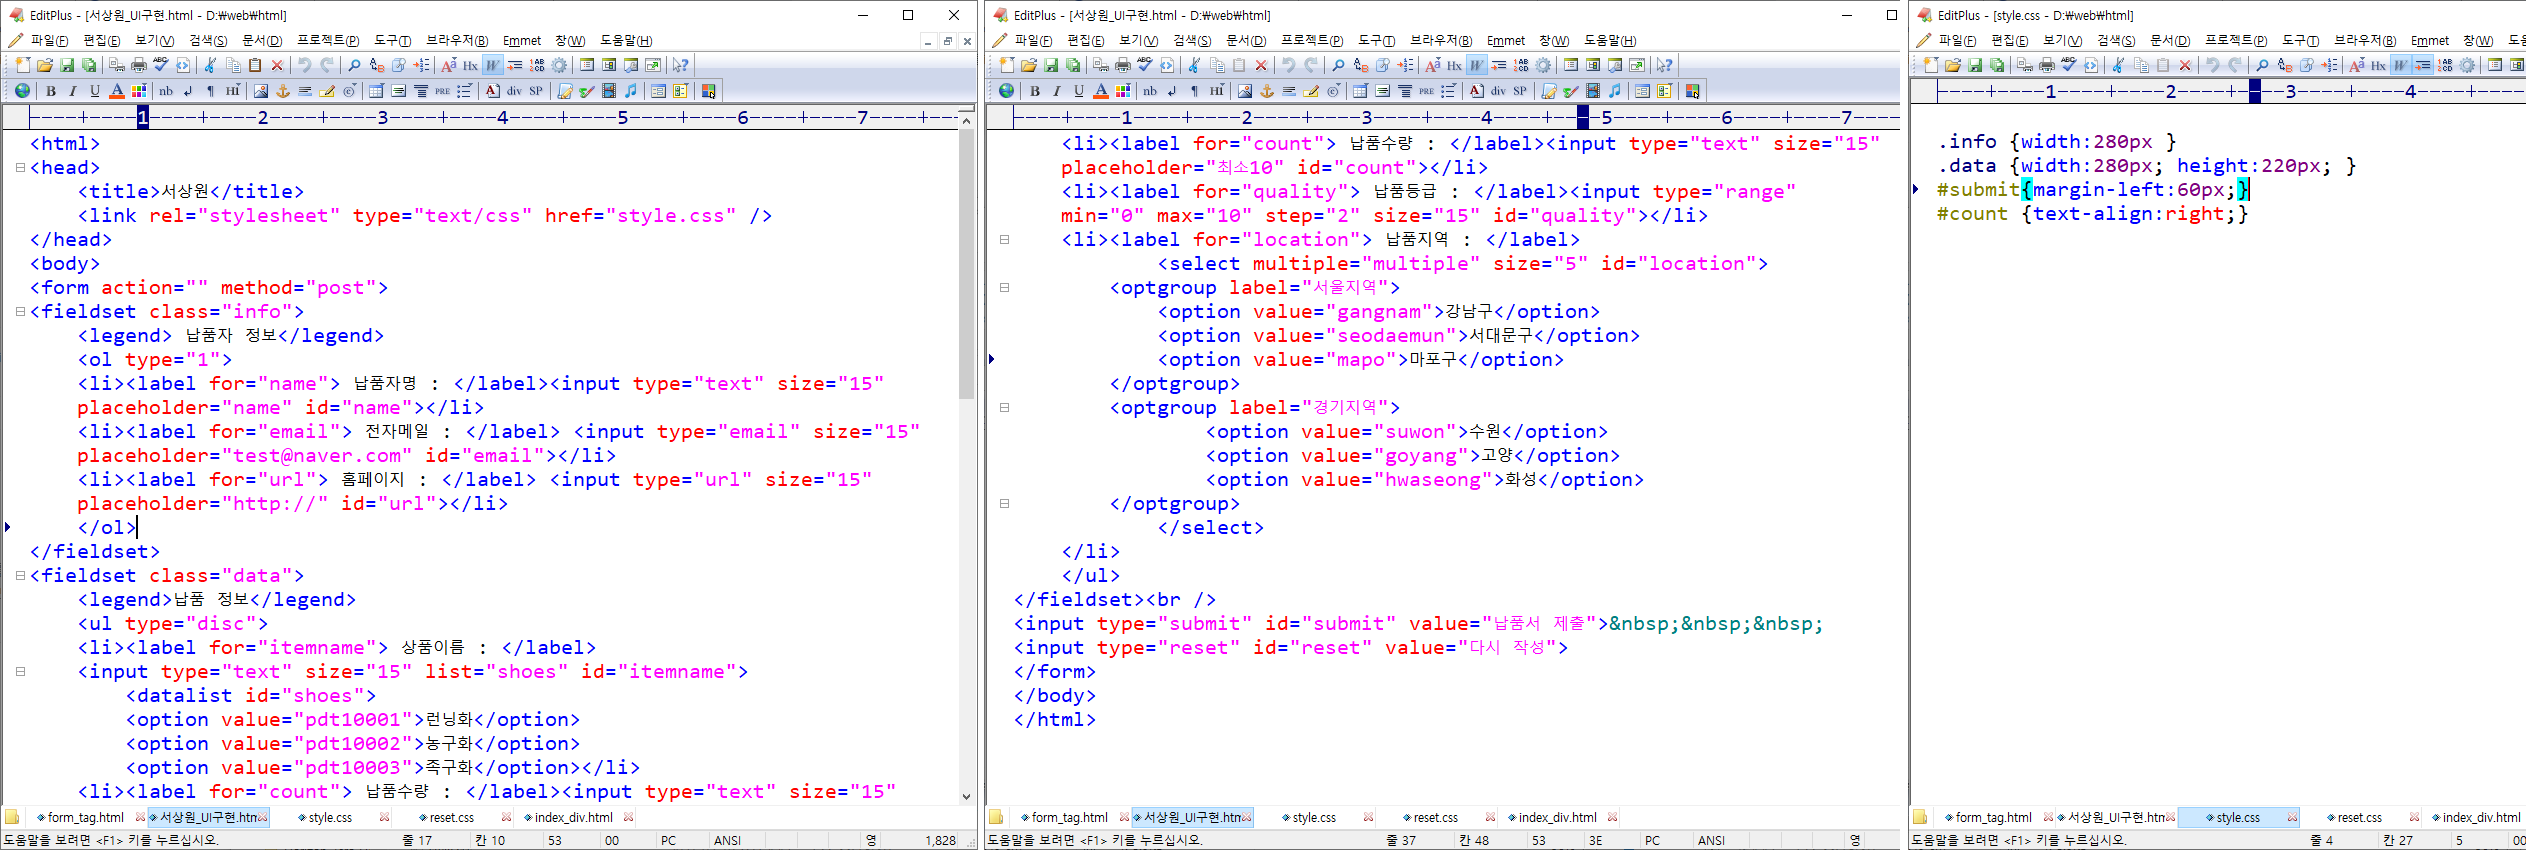 EditPlus - [서상원_UI구현.html - D:\web\html]
파일(F) 편집(E) 보기(V) 검색(S) 문서(D) 프로젝트(P) 도구(T) 브라우저(B) Emmet 창(W) 도움말(H)
B I U A nb HI PRE A div SP
----+----1----+----2----+----3----+----4----+----5----+----6----+----7----+--
<html>
<head>
<title>서상원</title>
<link rel="stylesheet" type="text/css" href="style.css" />
</head>
<body>
<form action="" method="post">
<fieldset class="info">
<legend> 납품자 정보</legend>
<ol type="1">
<li><label for="name"> 납품자명 : </label><input type="text" size="15"
placeholder="name" id="name"></li>
<li><label for="email"> 전자메일 : </label> <input type="email" size="15"
placeholder="test@naver.com" id="email"></li>
<li><label for="url"> 홈페이지 : </label> <input type="url" size="15"
placeholder="http://" id="url"></li>
</ol>
</fieldset>
<fieldset class="data">
<legend>납품 정보</legend>
<ul type="disc">
<li><label for="itemname"> 상품이름 : </label>
<input type="text" size="15" list="shoes" id="itemname">
<datalist id="shoes">
<option value="pdt10001">런닝화</option>
<option value="pdt10002">농구화</option>
<option value="pdt10003">족구화</option></li>
<li><label for="count"> 납품수량 : </label><input type="text" size="15"
form_tag.html 서상원_UI구현.htm style.css reset.css index_div.html
도움말을 보려면 <F1> 키를 누르십시오. 줄 17 칸 10 53 00 PC ANSI 영 1,828
EditPlus - [서상원_UI구현.html - D:\web\html]
파일(F) 편집(E) 보기(V) 검색(S) 문서(D) 프로젝트(P) 도구(T) 브라우저(B) Emmet 창(W) 도움말(H)
B I U A nb HI PRE A div SP
----+----1----+----2----+----3----+----4----+----5----+----6----+----7----
<li><label for="count"> 납품수량 : </label><input type="text" size="15"
placeholder="최소10" id="count"></li>
<li><label for="quality"> 납품등급 : </label><input type="range"
min="0" max="10" step="2" size="15" id="quality"></li>
<li><label for="location"> 납품지역 : </label>
<select multiple="multiple" size="5" id="location">
<optgroup label="서울지역">
<option value="gangnam">강남구</option>
<option value="seodaemun">서대문구</option>
<option value="mapo">마포구</option>
</optgroup>
<optgroup label="경기지역">
<option value="suwon">수원</option>
<option value="goyang">고양</option>
<option value="hwaseong">화성</option>
</optgroup>
</select>
</li>
</ul>
</fieldset><br />
<input type="submit" id="submit" value="납품서 제출">&nbsp;&nbsp;&nbsp;
<input type="reset" id="reset" value="다시 작성">
</form>
</body>
</html>
form_tag.html 서상원_UI구현.htm style.css reset.css index_div.html
도움말을 보려면 <F1> 키를 누르십시오. 줄 37 칸 48 53 3E PC ANSI 영
EditPlus - [style.css - D:\web\html]
파일(F) 편집(E) 보기(V) 검색(S) 문서(D) 프로젝트(P) 도구(T) 브라우저(B) Emmet 창(W)
----+----1----+----2----+----3----+----4----+--
.info {width:280px }
.data {width:280px; height:220px; }
#submit{margin-left:60px;}
#count {text-align:right;}
form_tag.html 서상원_UI구현.htm style.css reset.css index_div.html
도움말을 보려면 <F1> 키를 누르십시오. 줄 4 칸 27 5 00